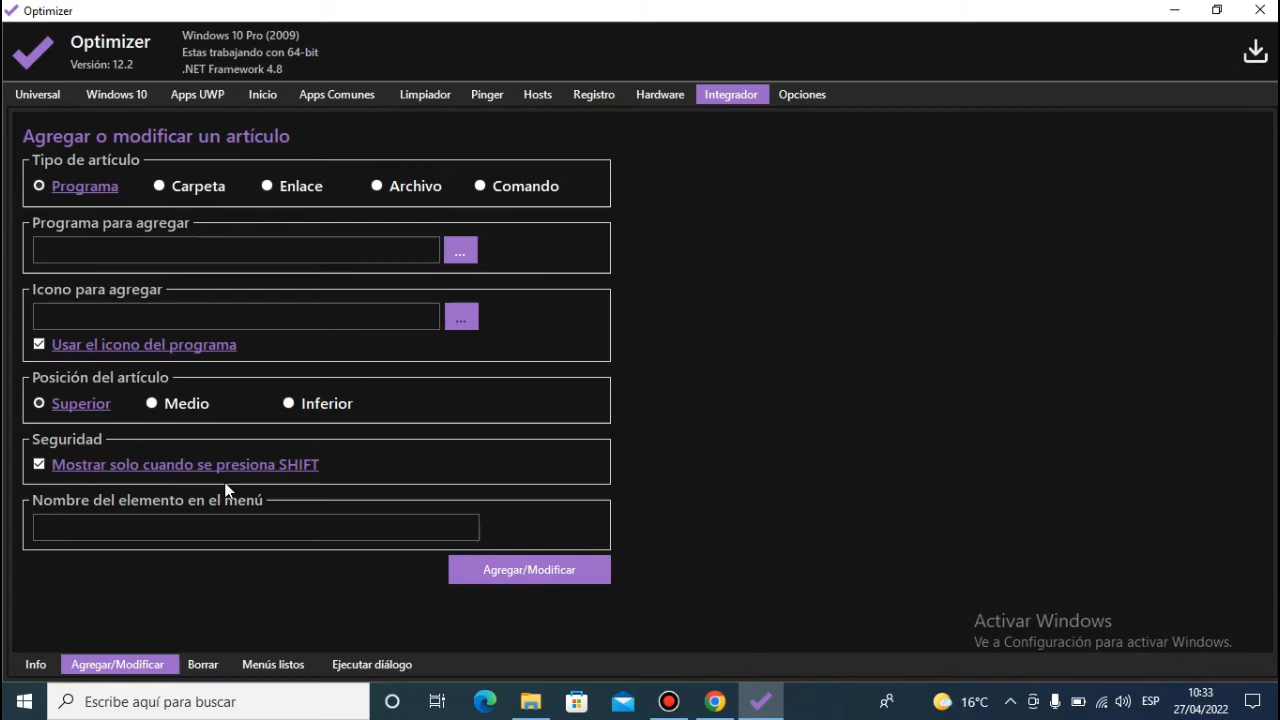 Optimizer
Optimizer
Versión: 12.2
Windows 10 Pro (2009)
Estas trabajando con 64-bit
.NET Framework 4.8
Universal Windows 10 Apps UWP Inicio Apps Comunes Limpiador Pinger Hosts Registro Hardware Integrador Opciones
Agregar o modificar un artículo
Tipo de artículo
Programa Carpeta Enlace Archivo Comando
Programa para agregar
...
Icono para agregar
...
Usar el icono del programa
Posición del artículo
Superior Medio Inferior
Seguridad
Mostrar solo cuando se presiona SHIFT
Nombre del elemento en el menú
Agregar/Modificar
Activar Windows
Ve a Configuración para activar Windows.
Info Agregar/Modificar Borrar Menús listos Ejecutar diálogo
Escribe aquí para buscar
16°C
ESP
10:33
27/04/2022